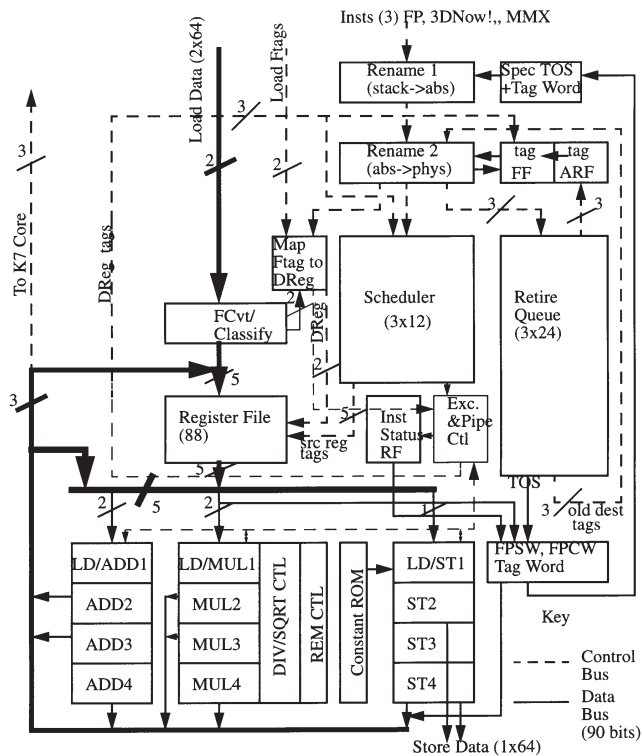 Insts (3) FP, 3DNow!,, MMX
Load Data (2x64)
Load Ftags
Rename 1
(stack->abs)
Spec TOS
+Tag Word
3
3
Rename 2
(abs->phys)
tag
FF
tag
ARF
2
2
3
3
To K7 Core
DReg tags
Map
Ftag to
DReg
Scheduler
(3x12)
Retire
Queue
(3x24)
2
FCvt/
Classify
DReg
2
5
3
Register File
(88)
5
src reg
tags
Inst
Status
RF
Exc.
&Pipe
Ctl
5
TOS
2
5
2
1
3
old dest
tags
LD/ADD1
ADD2
ADD3
ADD4
LD/MUL1
MUL2
MUL3
MUL4
DIV/SQRT CTL
REM CTL
Constant ROM
LD/ST1
ST2
ST3
ST4
FPSW, FPCW
Tag Word
Key
Control
Bus
Data
Bus
(90 bits)
Store Data (1x64)